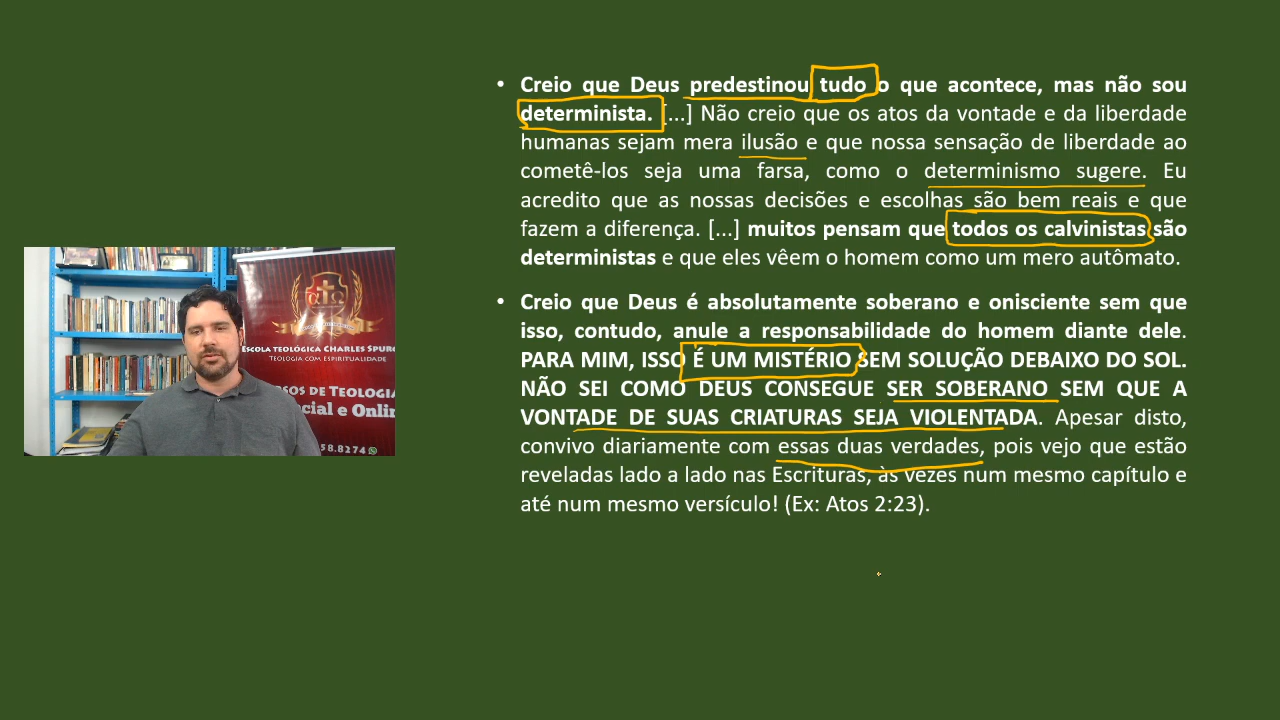 • Creio que Deus predestinou tudo o que acontece, mas não sou
determinista. [...] Não creio que os atos da vontade e da liberdade
humanas sejam mera ilusão e que nossa sensação de liberdade ao
cometê-los seja uma farsa, como o determinismo sugere. Eu
acredito que as nossas decisões e escolhas são bem reais e que
fazem a diferença. [...] muitos pensam que todos os calvinistas são
deterministas e que eles vêem o homem como um mero autômato.
• Creio que Deus é absolutamente soberano e onisciente sem que
isso, contudo, anule a responsabilidade do homem diante dele.
PARA MIM, ISSO É UM MISTÉRIO SEM SOLUÇÃO DEBAIXO DO SOL.
NÃO SEI COMO DEUS CONSEGUE SER SOBERANO SEM QUE A
VONTADE DE SUAS CRIATURAS SEJA VIOLENTADA. Apesar disto,
convivo diariamente com essas duas verdades, pois vejo que estão
reveladas lado a lado nas Escrituras, às vezes num mesmo capítulo e
até num mesmo versículo! (Ex: Atos 2:23).
ESCOLA TEOLÓGICA CHARLES SPURG
TEOLOGIA COM ESPIRITUALIDADE
SOS DE TEOLOGIA
cial e Onlin
58.8274